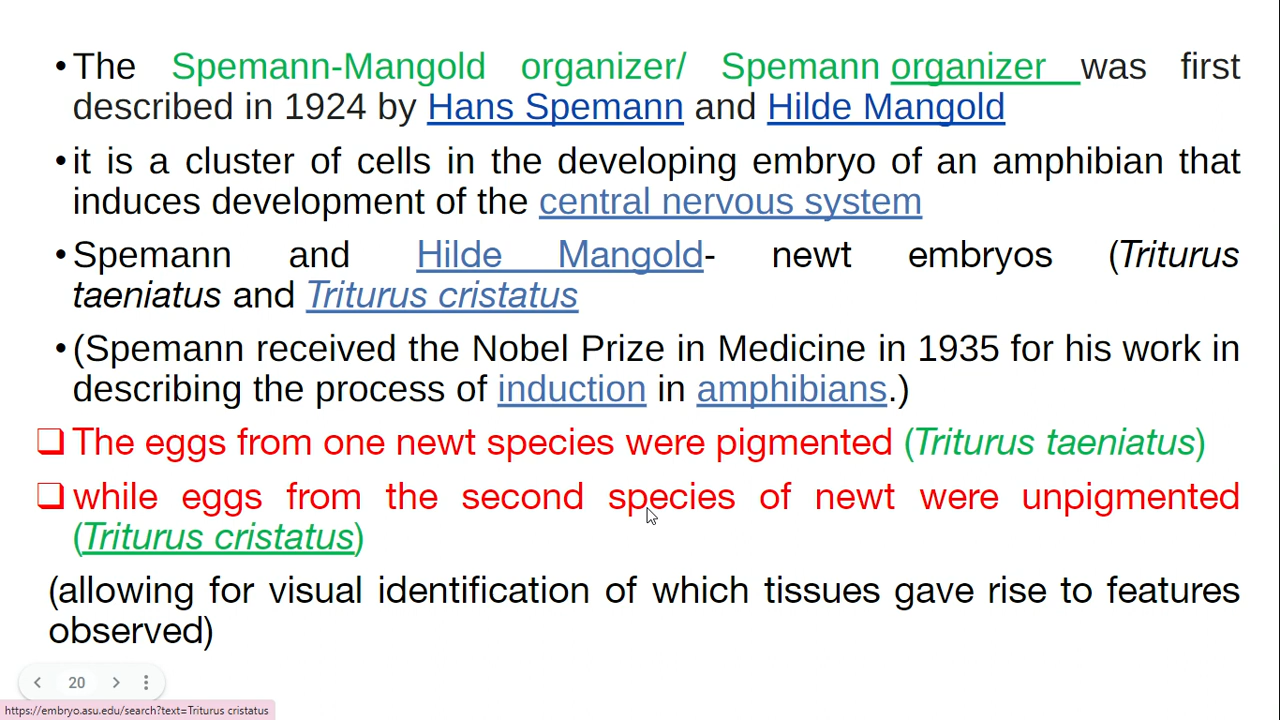 •The Spemann-Mangold organizer/ Spemann organizer was first
described in 1924 by Hans Spemann and Hilde Mangold
•it is a cluster of cells in the developing embryo of an amphibian that
induces development of the central nervous system
•Spemann and Hilde Mangold- newt embryos (Triturus
taeniatus and Triturus cristatus
•(Spemann received the Nobel Prize in Medicine in 1935 for his work in
describing the process of induction in amphibians.)
❑The eggs from one newt species were pigmented (Triturus taeniatus)
❑while eggs from the second species of newt were unpigmented
(Triturus cristatus)
(allowing for visual identification of which tissues gave rise to features
observed)
20
https://embryo.asu.edu/search?text=Triturus cristatus